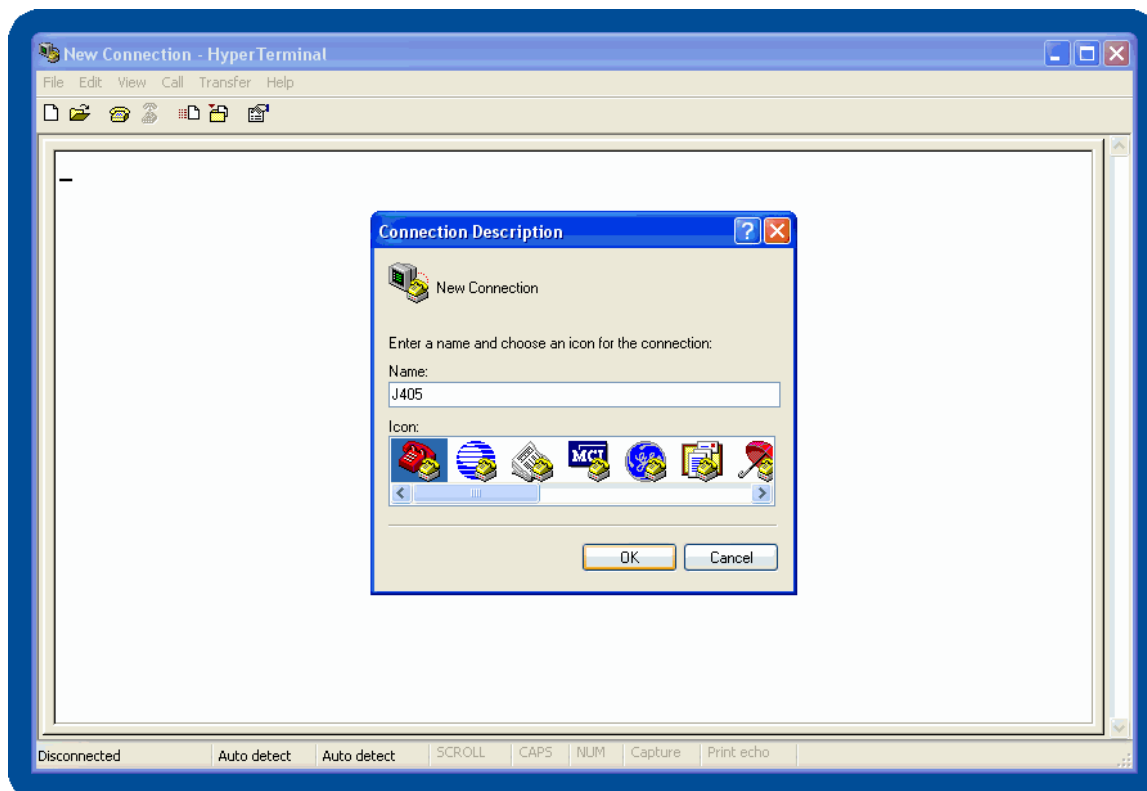 New Connection - HyperTerminal
File Edit View Call Transfer Help
Connection Description
New Connection
Enter a name and choose an icon for the connection:
Name:
J405
Icon:
MCI
OK Cancel
Disconnected Auto detect Auto detect SCROLL CAPS NUM Capture Print echo